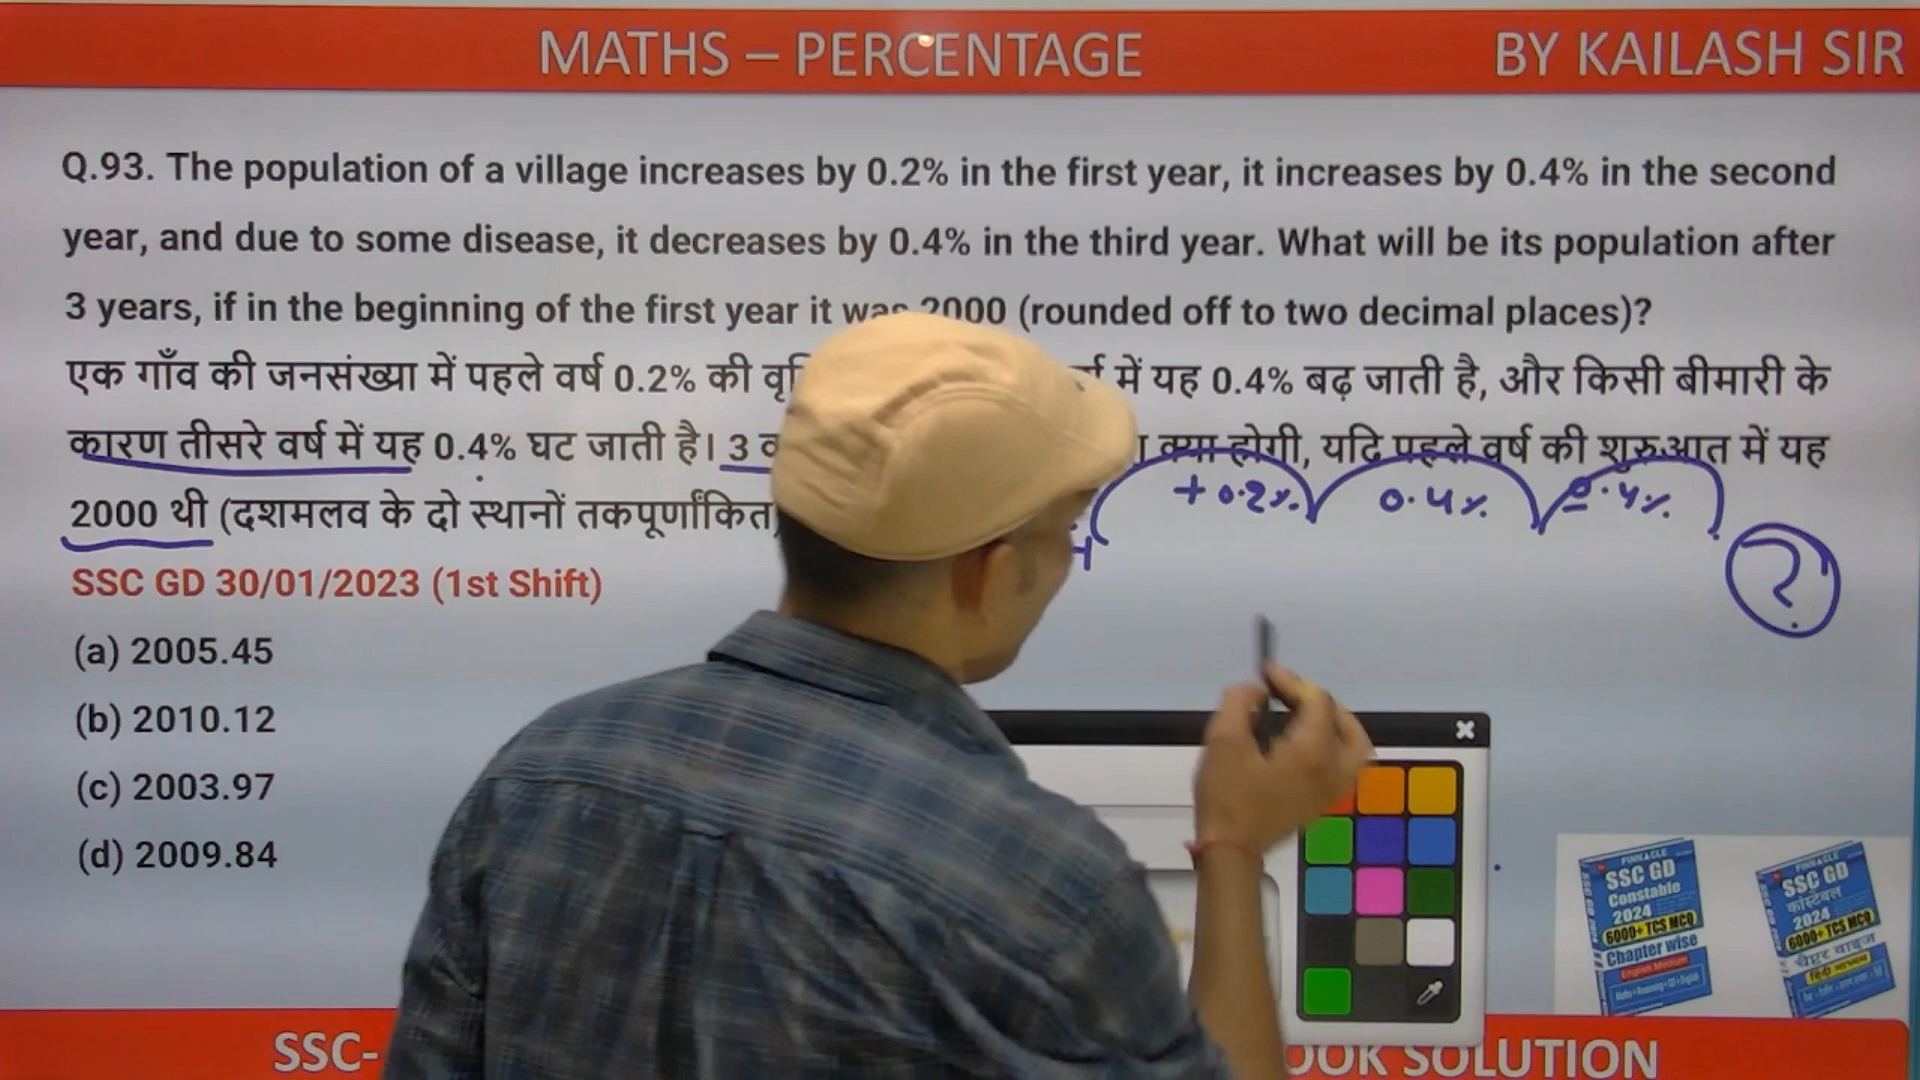 MATHS – PERCENTAGE
BY KAILASH SIR
Q.93. The population of a village increases by 0.2% in the first year, it increases by 0.4% in the second
year, and due to some disease, it decreases by 0.4% in the third year. What will be its population after
3 years, if in the beginning of the first year it was 2000 (rounded off to two decimal places)?
एक गाँव की जनसंख्या में पहले वर्ष 0.2% की में यह 0.4% बढ़ जाती है, और किसी बीमारी के
कारण तीसरे वर्ष में यह 0.4% घट जाती है। 3 क्या होगी, यदि पहले वर्ष की शुरुआत में यह
2000 थी (दशमलव के दो स्थानों तकपूर्णांकित
+0.2%. 0.4%. 0.4%.
?
SSC GD 30/01/2023 (1st Shift)
(a) 2005.45
(b) 2010.12
(c) 2003.97
(d) 2009.84
PINNACLE
SSC GD
Constable
2024
6000+ TCS MCQ
Chapter wise
English Medium
PINNACLE
SSC GD
कांस्टेबल
2024
6000+ TCS MCQ
चैप्टर वाइज
SSC-
SOLUTION